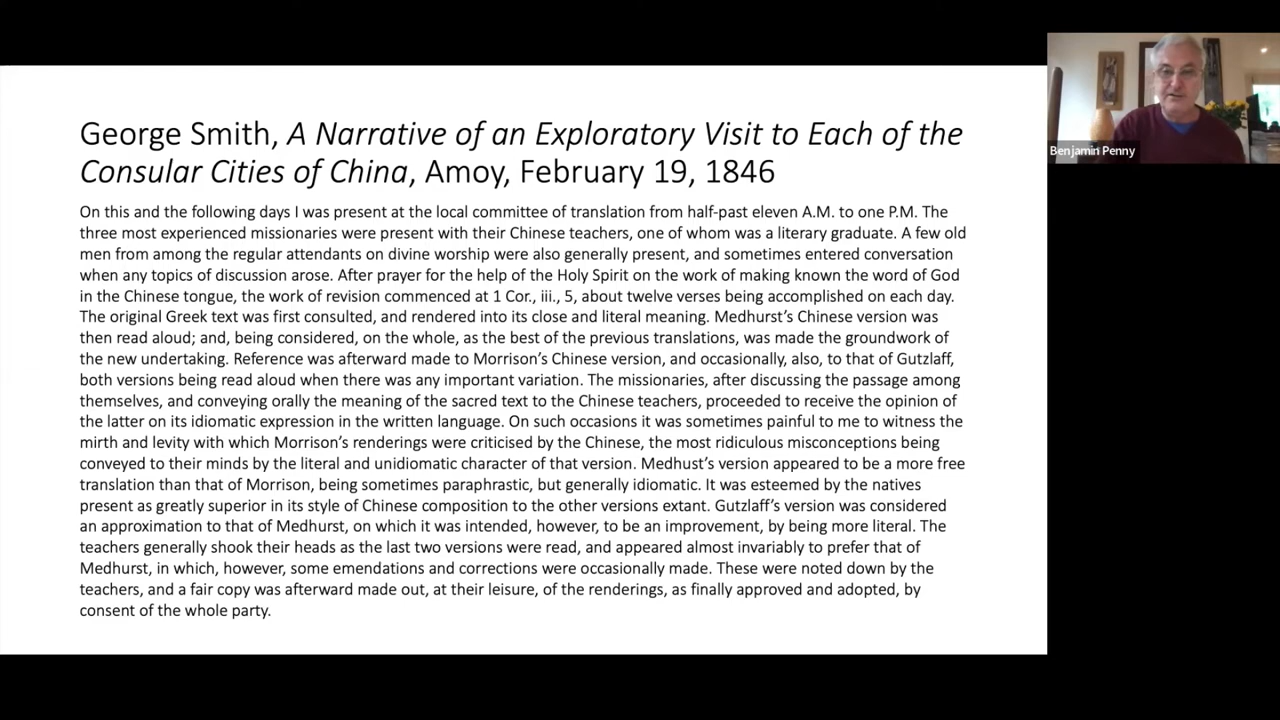 George Smith, A Narrative of an Exploratory Visit to Each of the
Consular Cities of China, Amoy, February 19, 1846
On this and the following days I was present at the local committee of translation from half-past eleven A.M. to one P.M. The
three most experienced missionaries were present with their Chinese teachers, one of whom was a literary graduate. A few old
men from among the regular attendants on divine worship were also generally present, and sometimes entered conversation
when any topics of discussion arose. After prayer for the help of the Holy Spirit on the work of making known the word of God
in the Chinese tongue, the work of revision commenced at 1 Cor., iii., 5, about twelve verses being accomplished on each day.
The original Greek text was first consulted, and rendered into its close and literal meaning. Medhurst's Chinese version was
then read aloud; and, being considered, on the whole, as the best of the previous translations, was made the groundwork of
the new undertaking. Reference was afterward made to Morrison's Chinese version, and occasionally, also, to that of Gutzlaff,
both versions being read aloud when there was any important variation. The missionaries, after discussing the passage among
themselves, and conveying orally the meaning of the sacred text to the Chinese teachers, proceeded to receive the opinion of
the latter on its idiomatic expression in the written language. On such occasions it was sometimes painful to me to witness the
mirth and levity with which Morrison's renderings were criticised by the Chinese, the most ridiculous misconceptions being
conveyed to their minds by the literal and unidiomatic character of that version. Medhust's version appeared to be a more free
translation than that of Morrison, being sometimes paraphrastic, but generally idiomatic. It was esteemed by the natives
present as greatly superior in its style of Chinese composition to the other versions extant. Gutzlaff's version was considered
an approximation to that of Medhurst, on which it was intended, however, to be an improvement, by being more literal. The
teachers generally shook their heads as the last two versions were read, and appeared almost invariably to prefer that of
Medhurst, in which, however, some emendations and corrections were occasionally made. These were noted down by the
teachers, and a fair copy was afterward made out, at their leisure, of the renderings, as finally approved and adopted, by
consent of the whole party.
Benjamin Penny